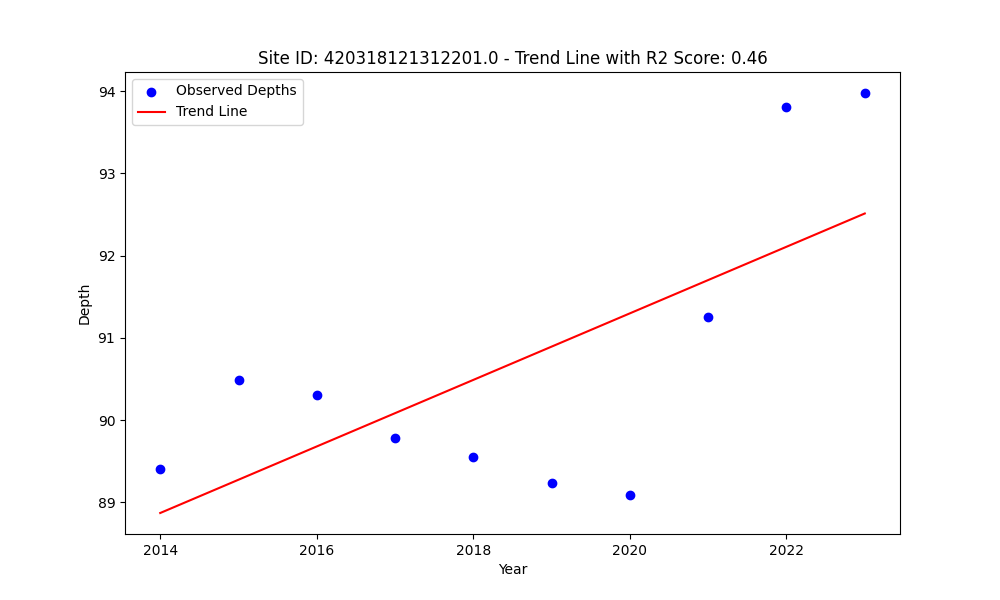 Site ID: 420318121312201.0 - Trend Line with R2 Score: 0.46
Observed Depths
Trend Line
94
93
92
91
90
89
Depth
2014
2016
2018
2020
2022
Year